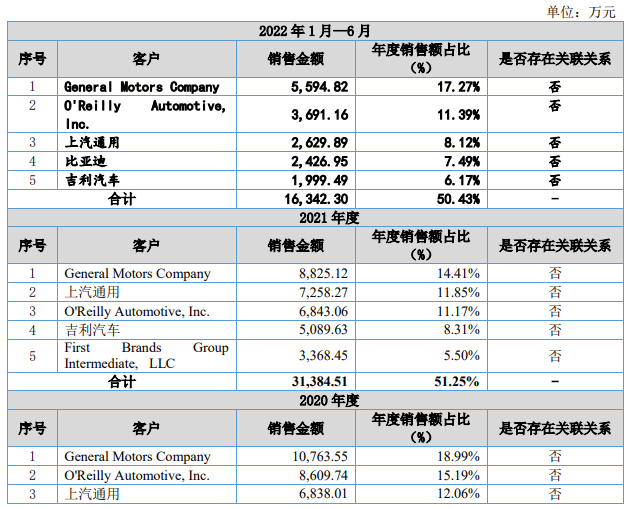 单位：万元
2022 年 1 月—6 月
序号 客户 销售金额 年度销售额占比（%） 是否存在关联关系
1 General Motors Company 5,594.82 17.27% 否
2 O'Reilly Automotive, Inc. 3,691.16 11.39% 否
3 上汽通用 2,629.89 8.12% 否
4 比亚迪 2,426.95 7.49% 否
5 吉利汽车 1,999.49 6.17% 否
合计 16,342.30 50.43% -
2021 年度
序号 客户 销售金额 年度销售额占比（%） 是否存在关联关系
1 General Motors Company 8,825.12 14.41% 否
2 上汽通用 7,258.27 11.85% 否
3 O'Reilly Automotive, Inc. 6,843.06 11.17% 否
4 吉利汽车 5,089.63 8.31% 否
5 First Brands Group Intermediate, LLC 3,368.45 5.50% 否
合计 31,384.51 51.25% -
2020 年度
序号 客户 销售金额 年度销售额占比（%） 是否存在关联关系
1 General Motors Company 10,763.55 18.99% 否
2 O'Reilly Automotive, Inc. 8,609.74 15.19% 否
3 上汽通用 6,838.01 12.06% 否